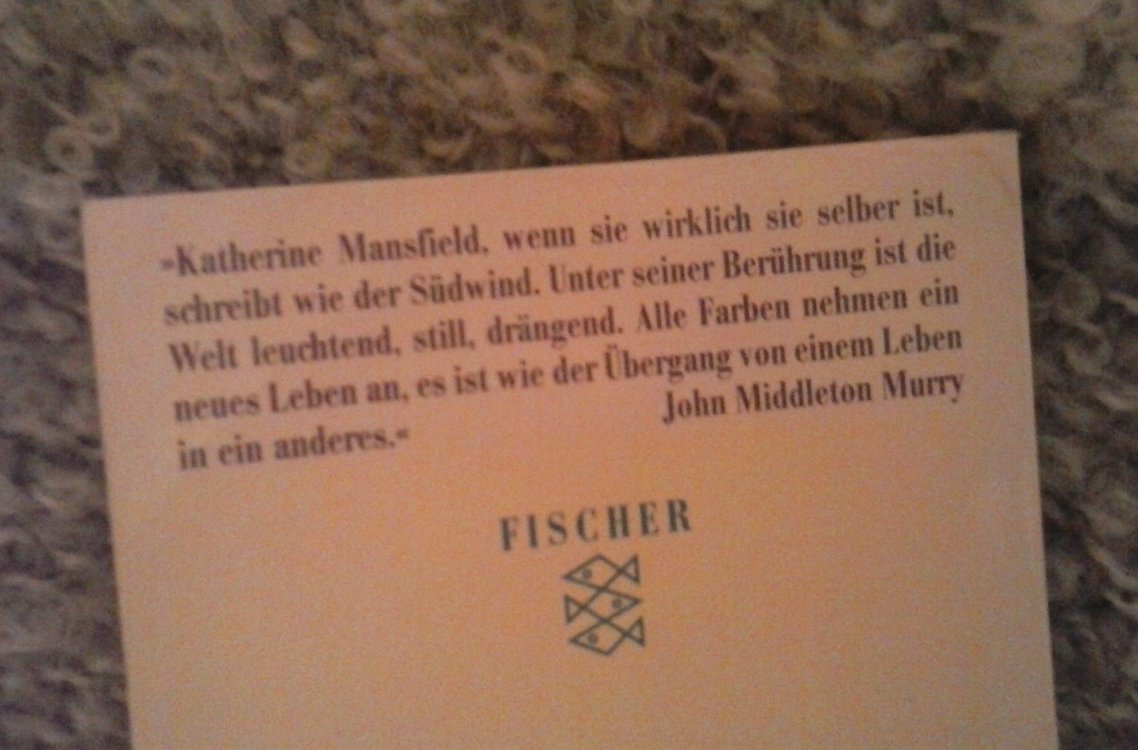 »Katherine Mansfield, wenn sie wirklich sie selber ist,
schreibt wie der Südwind. Unter seiner Berührung ist die
Welt leuchtend, still, drängend. Alle Farben nehmen ein
neues Leben an, es ist wie der Übergang von einem Leben
in ein anderes.«
John Middleton Murry
FISCHER